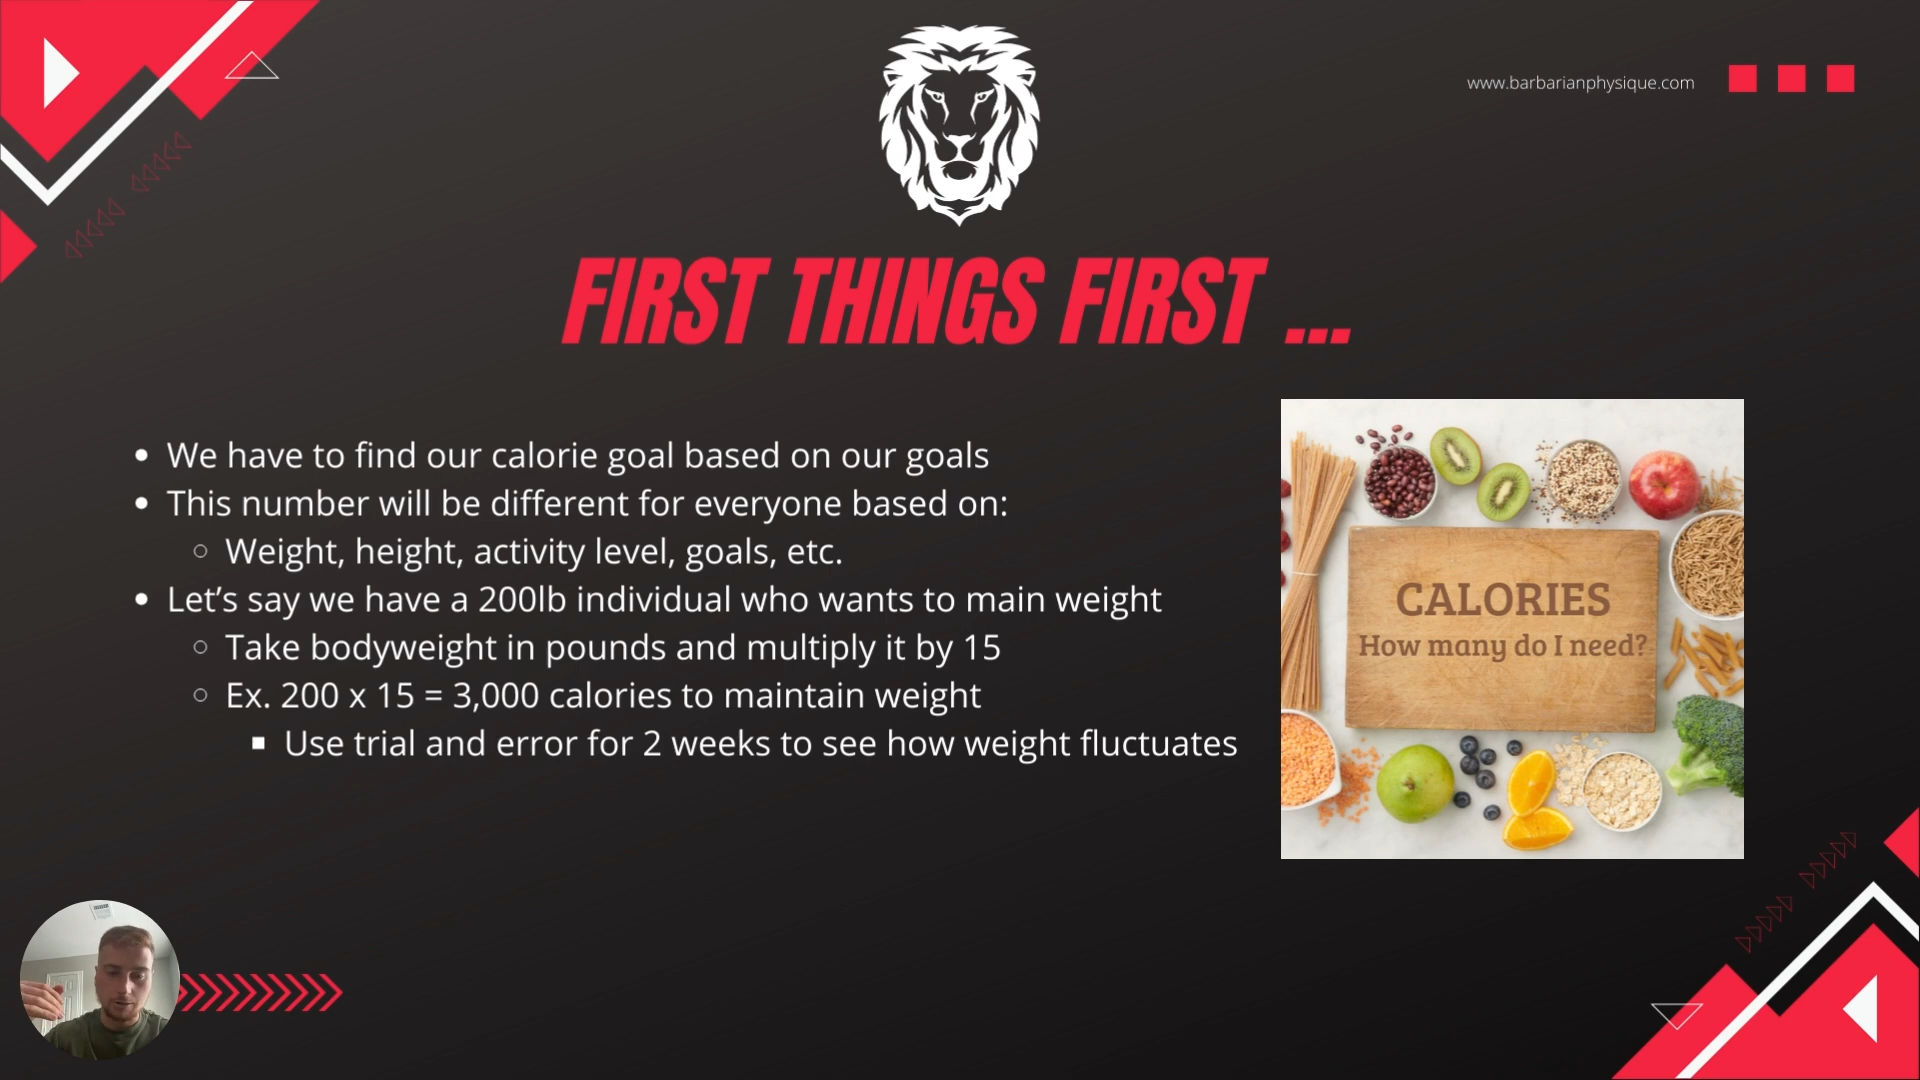 www.barbarianphysique.com
FIRST THINGS FIRST ...
We have to find our calorie goal based on our goals
This number will be different for everyone based on:
Weight, height, activity level, goals, etc.
Let’s say we have a 200lb individual who wants to main weight
Take bodyweight in pounds and multiply it by 15
Ex. 200 x 15 = 3,000 calories to maintain weight
Use trial and error for 2 weeks to see how weight fluctuates
CALORIES
How many do I need?